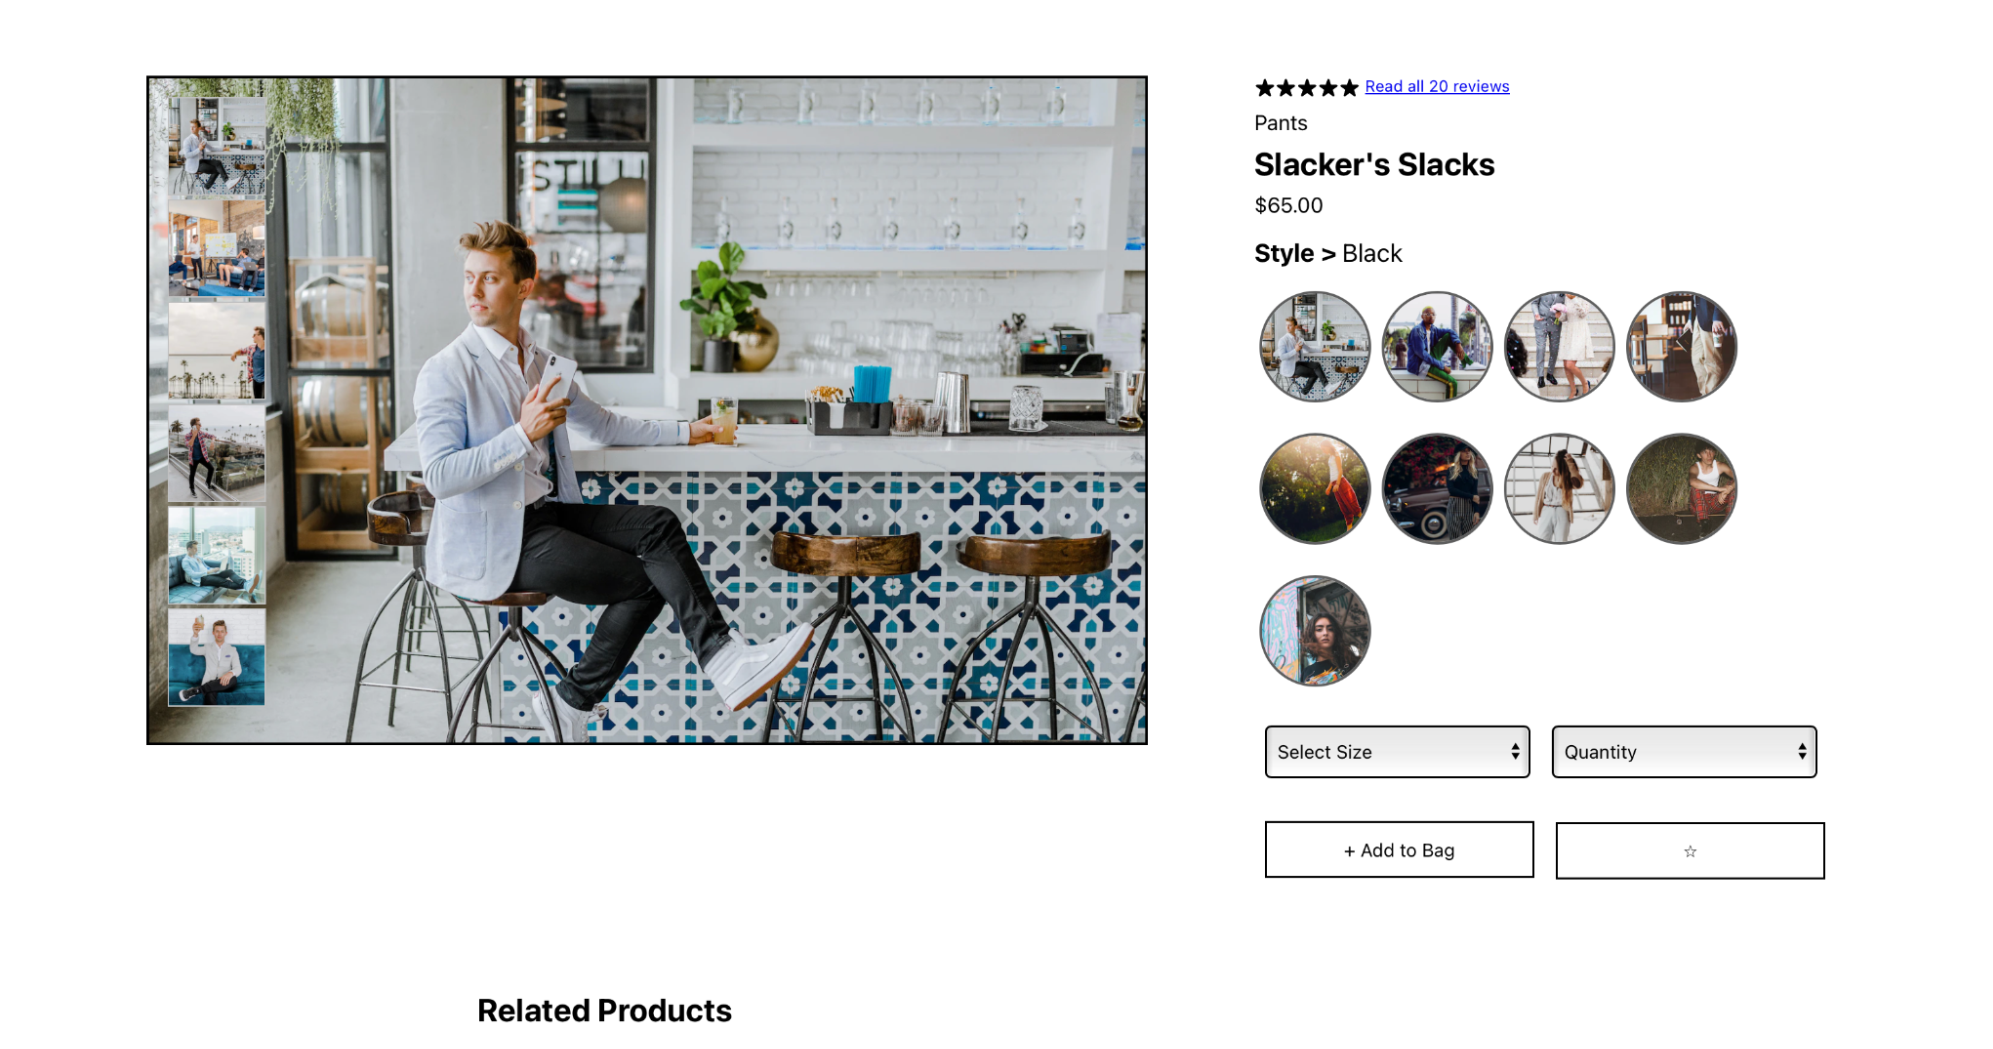 STILLH
★★★★★ Read all 20 reviews
Pants
Slacker's Slacks
$65.00
Style > Black
Select Size
Quantity
+ Add to Bag
☆
Related Products